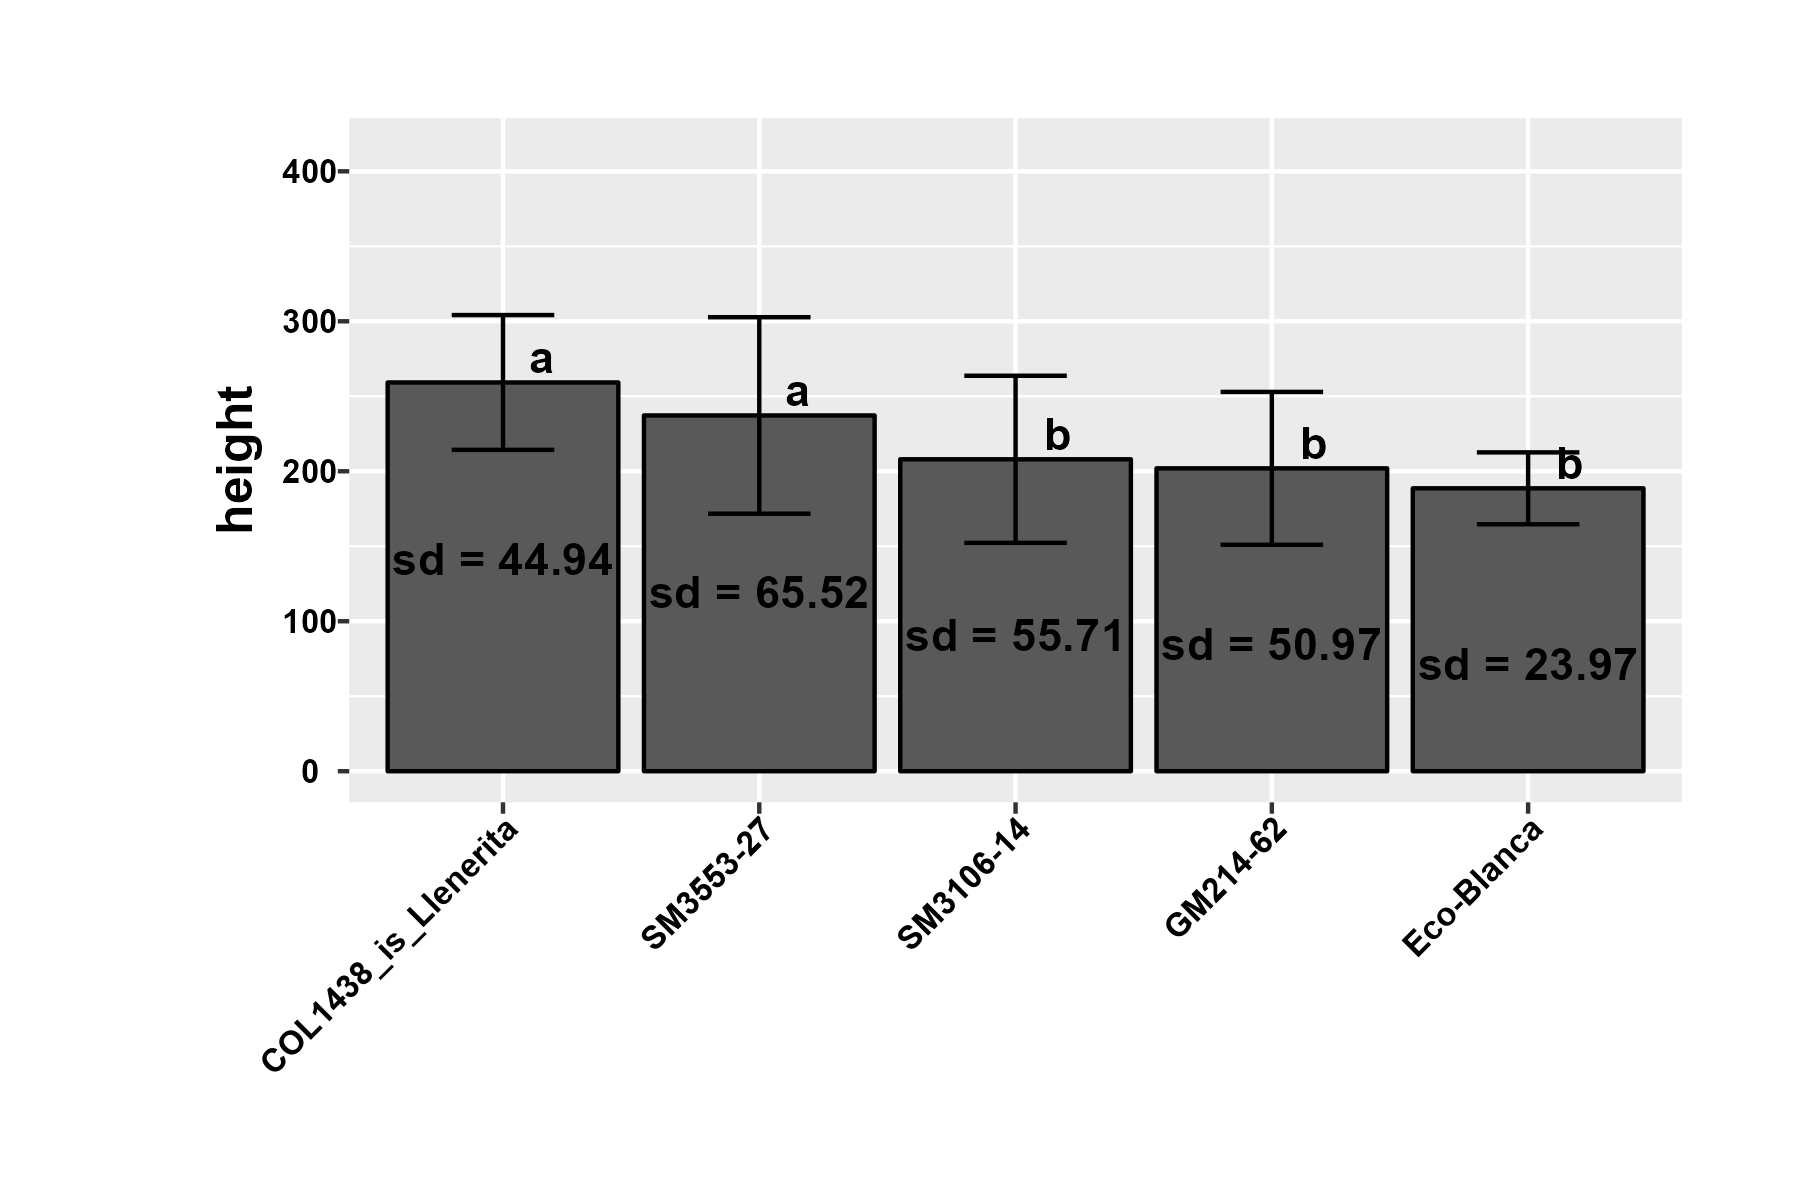 height
400
300
200
100
0
a
a
b
b
b
sd = 44.94
sd = 65.52
sd = 55.71
sd = 50.97
sd = 23.97
COL1438_is_Llenerita
SM3553-27
SM3106-14
GM214-62
Eco-Blanca